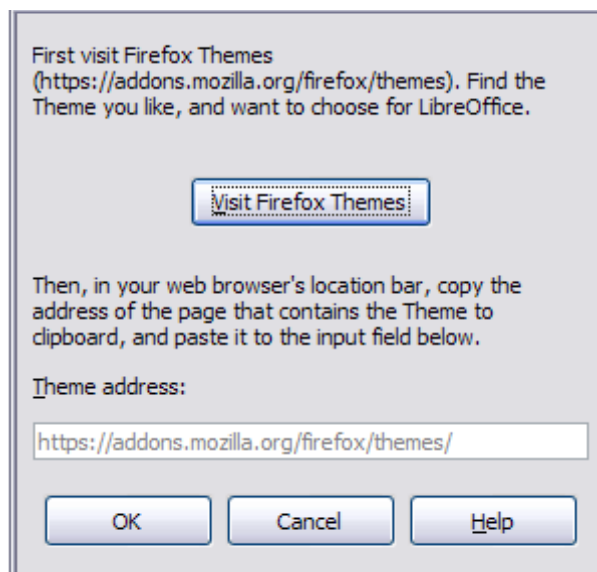 First visit Firefox Themes
(https://addons.mozilla.org/firefox/themes). Find the
Theme you like, and want to choose for LibreOffice.
Visit Firefox Themes
Then, in your web browser's location bar, copy the
address of the page that contains the Theme to
clipboard, and paste it to the input field below.
Theme address:
https://addons.mozilla.org/firefox/themes/
OK Cancel Help